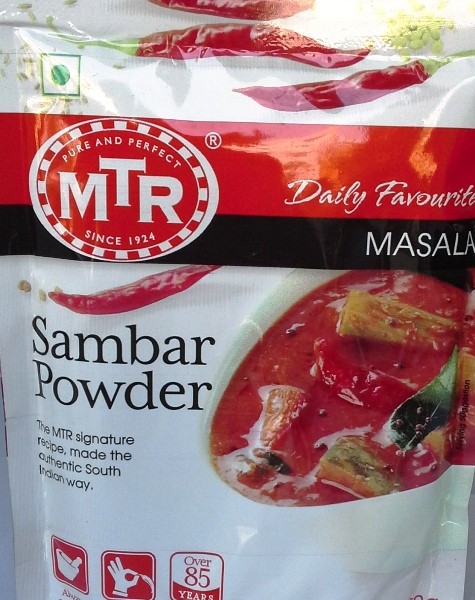 PURE AND PERFECT
MTR
®
SINCE 1924
Daily Favourite
MASALA
Sambar
Powder
The MTR signature
recipe, made the
authentic South
Indian way.
Over
85
YEARS